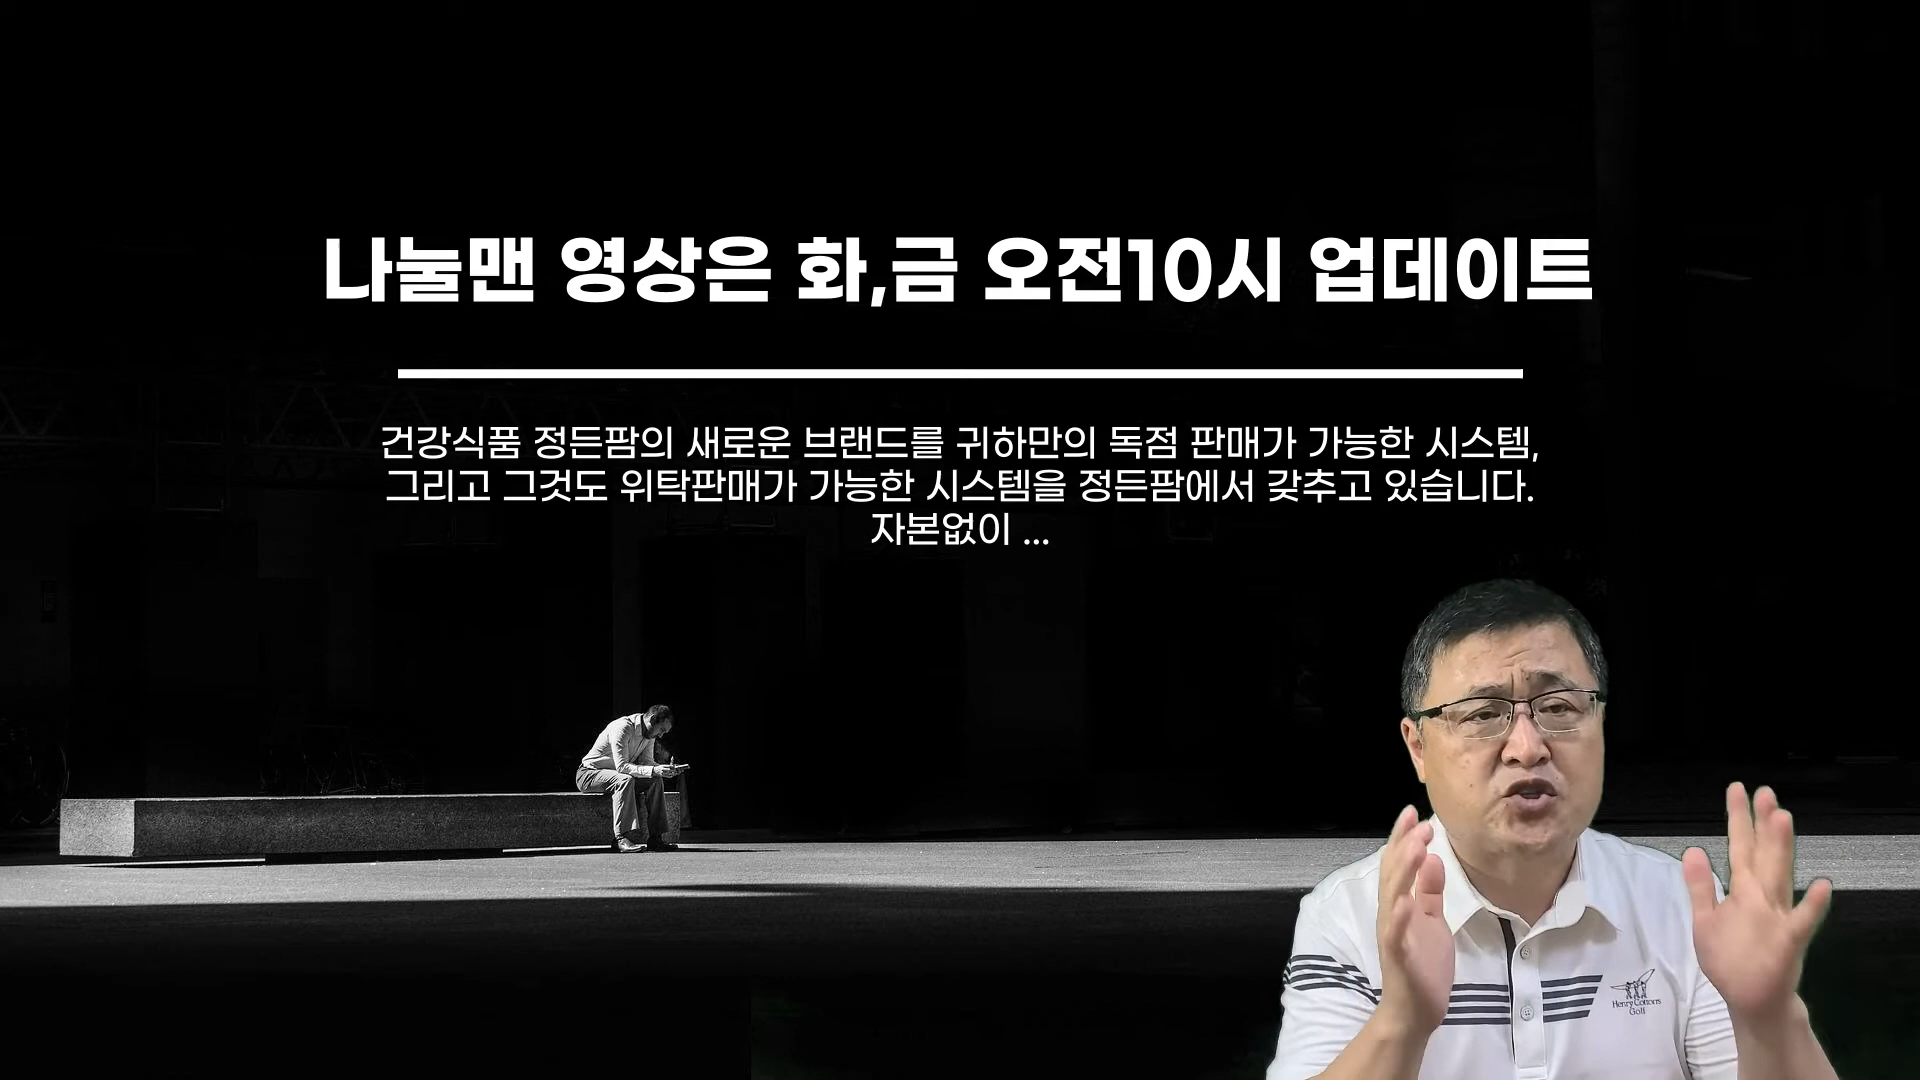 나눌맨 영상은 화,금 오전10시 업데이트
건강식품 정든팜의 새로운 브랜드를 귀하만의 독점 판매가 가능한 시스템,
그리고 그것도 위탁판매가 가능한 시스템을 정든팜에서 갖추고 있습니다.
자본없이 ...
Henry Cotton's
Golf